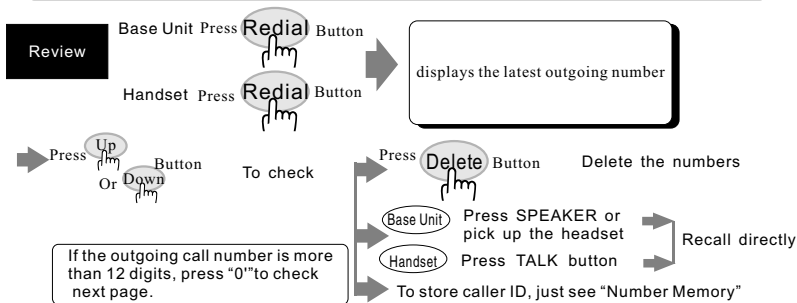 Review
Base Unit Press Redial Button
Handset Press Redial Button
displays the latest outgoing number
Press Up Or Down Button
To check
Press Delete Button Delete the numbers
Base Unit Press SPEAKER or
pick up the headset
Handset Press TALK button
Recall directly
If the outgoing call number is more
than 12 digits, press "0'"to check
next page.
To store caller ID, just see "Number Memory"